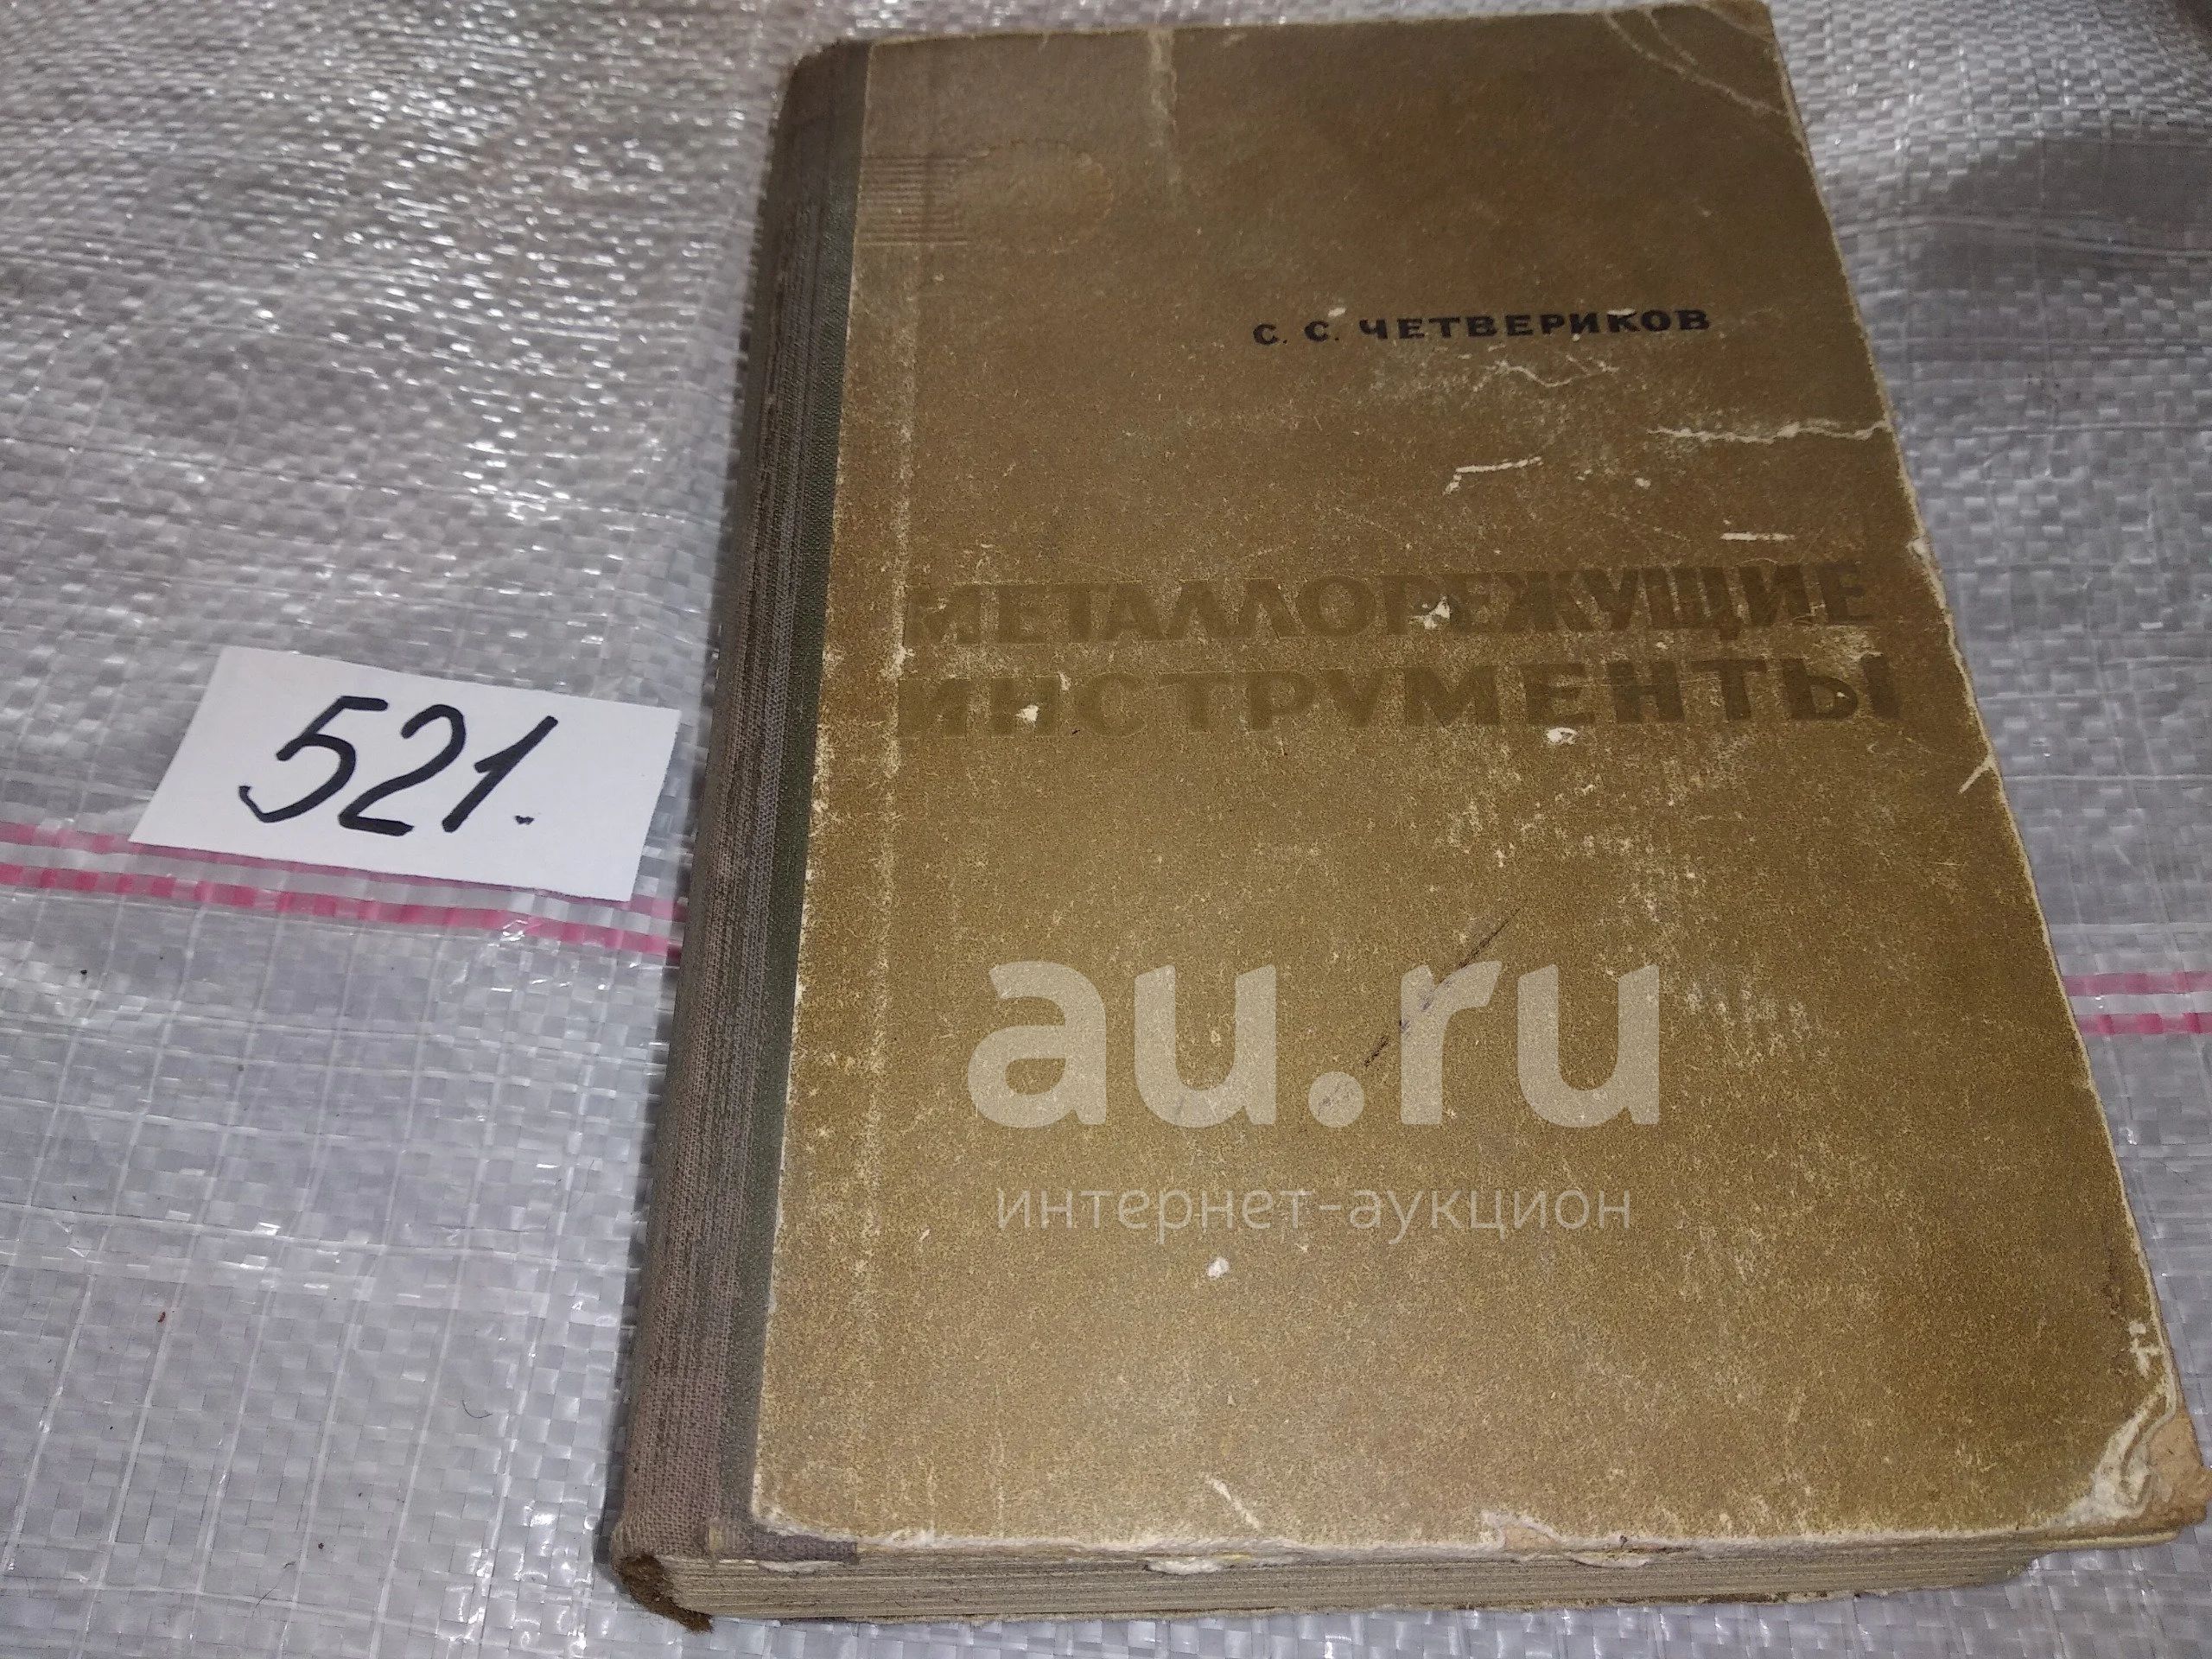 С. С. ЧЕТВЕРИКОВ
МЕТАЛЛОРЕЖУЩИЕ
ИНСТРУМЕНТЫ
521.
au.ru
интернет-аукцион